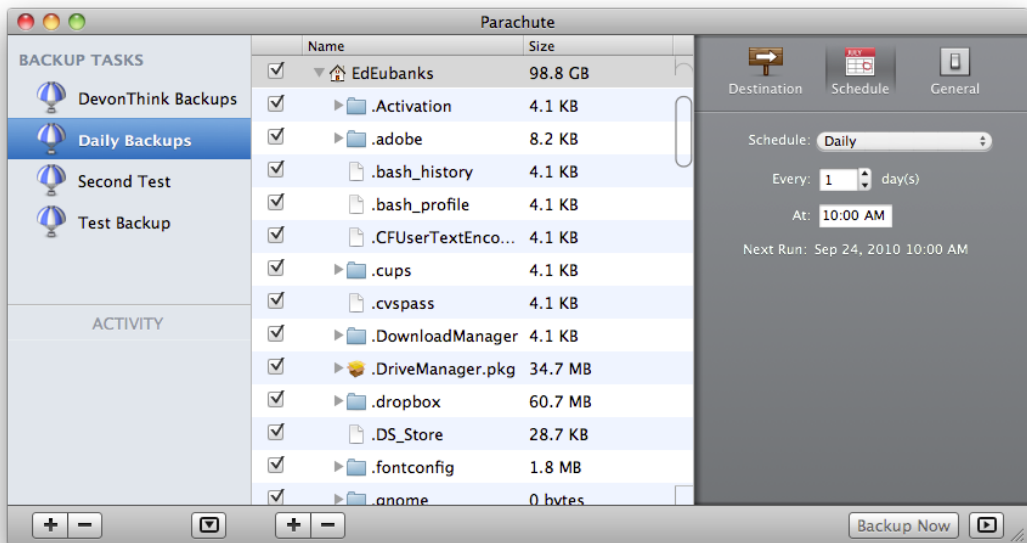 Parachute
BACKUP TASKS
DevonThink Backups
Daily Backups
Second Test
Test Backup
ACTIVITY
Name Size
EdEubanks 98.8 GB
.Activation 4.1 KB
.adobe 8.2 KB
.bash_history 4.1 KB
.bash_profile 4.1 KB
.CFUserTextEnco... 4.1 KB
.cups 4.1 KB
.cvspass 4.1 KB
.DownloadManager 4.1 KB
.DriveManager.pkg 34.7 MB
.dropbox 60.7 MB
.DS_Store 28.7 KB
.fontconfig 1.8 MB
.gnome 0 bytes
JULY
Destination Schedule General
Schedule: Daily
Every: 1 day(s)
At: 10:00 AM
Next Run: Sep 24, 2010 10:00 AM
Backup Now